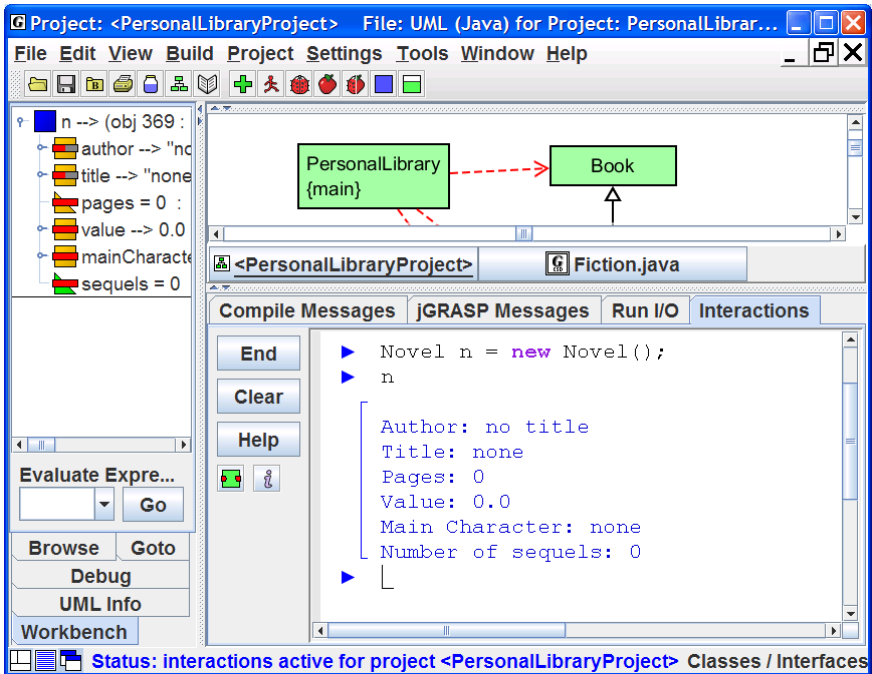 Project: <PersonalLibraryProject> File: UML (Java) for Project: PersonalLibrar...
File Edit View Build Project Settings Tools Window Help
n --> (obj 369 :
author --> "no
title --> "none
pages = 0 :
value --> 0.0
mainCharacte
sequels = 0
Evaluate Expre...
Go
Browse Goto
Debug
UML Info
Workbench
PersonalLibrary
{main}
Book
<PersonalLibraryProject> Fiction.java
Compile Messages jGRASP Messages Run I/O Interactions
End
Clear
Help
Novel n = new Novel();
n
Author: no title
Title: none
Pages: 0
Value: 0.0
Main Character: none
Number of sequels: 0
Status: interactions active for project <PersonalLibraryProject> Classes / Interfaces